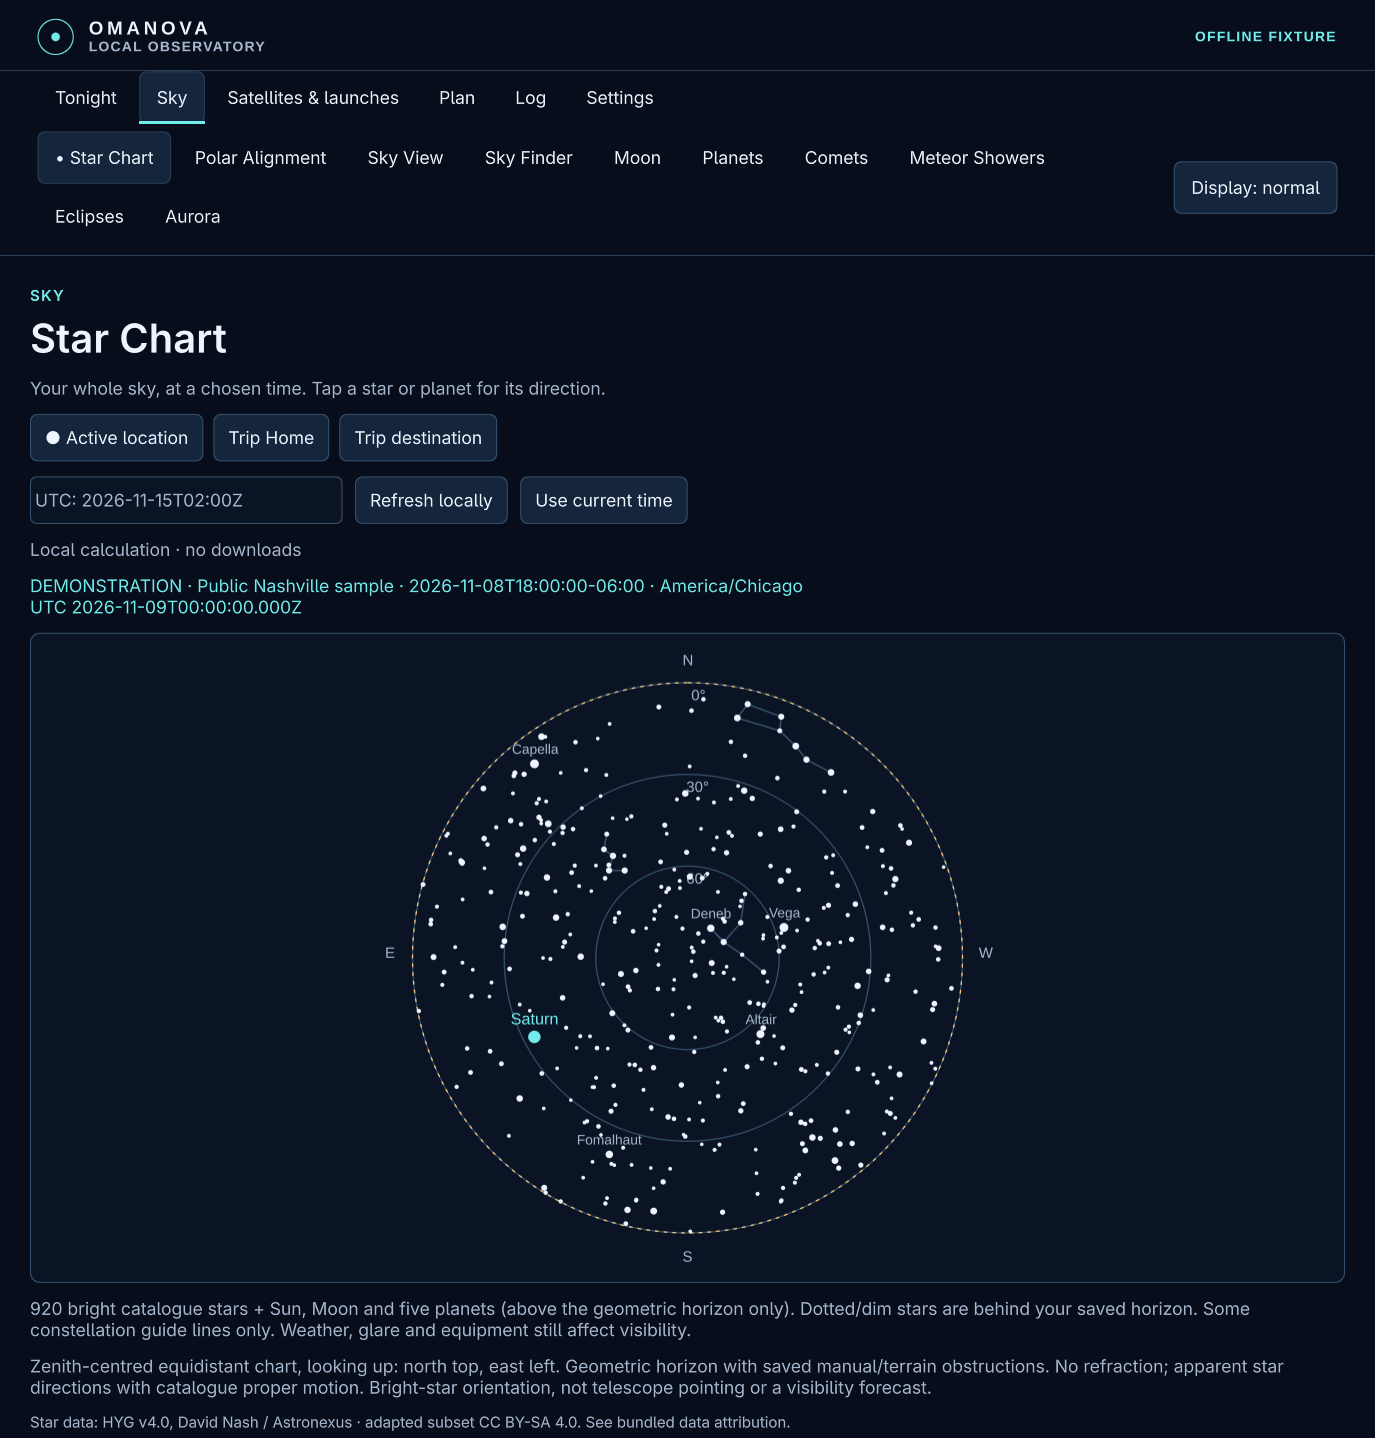 OMANOVA
LOCAL OBSERVATORY
OFFLINE FIXTURE
Tonight
Sky
Satellites & launches
Plan
Log
Settings
• Star Chart
Polar Alignment
Sky View
Sky Finder
Moon
Planets
Comets
Meteor Showers
Eclipses
Aurora
Display: normal
SKY
Star Chart
Your whole sky, at a chosen time. Tap a star or planet for its direction.
● Active location
Trip Home
Trip destination
UTC: 2026-11-15T02:00Z
Refresh locally
Use current time
Local calculation · no downloads
DEMONSTRATION · Public Nashville sample · 2026-11-08T18:00:00-06:00 · America/Chicago
UTC 2026-11-09T00:00:00.000Z
N
0°
Capella
30°
60°
Deneb
Vega
E
W
Saturn
Altair
Fomalhaut
S
920 bright catalogue stars + Sun, Moon and five planets (above the geometric horizon only). Dotted/dim stars are behind your saved horizon. Some
constellation guide lines only. Weather, glare and equipment still affect visibility.
Zenith-centred equidistant chart, looking up: north top, east left. Geometric horizon with saved manual/terrain obstructions. No refraction; apparent star
directions with catalogue proper motion. Bright-star orientation, not telescope pointing or a visibility forecast.
Star data: HYG v4.0, David Nash / Astronexus · adapted subset CC BY-SA 4.0. See bundled data attribution.